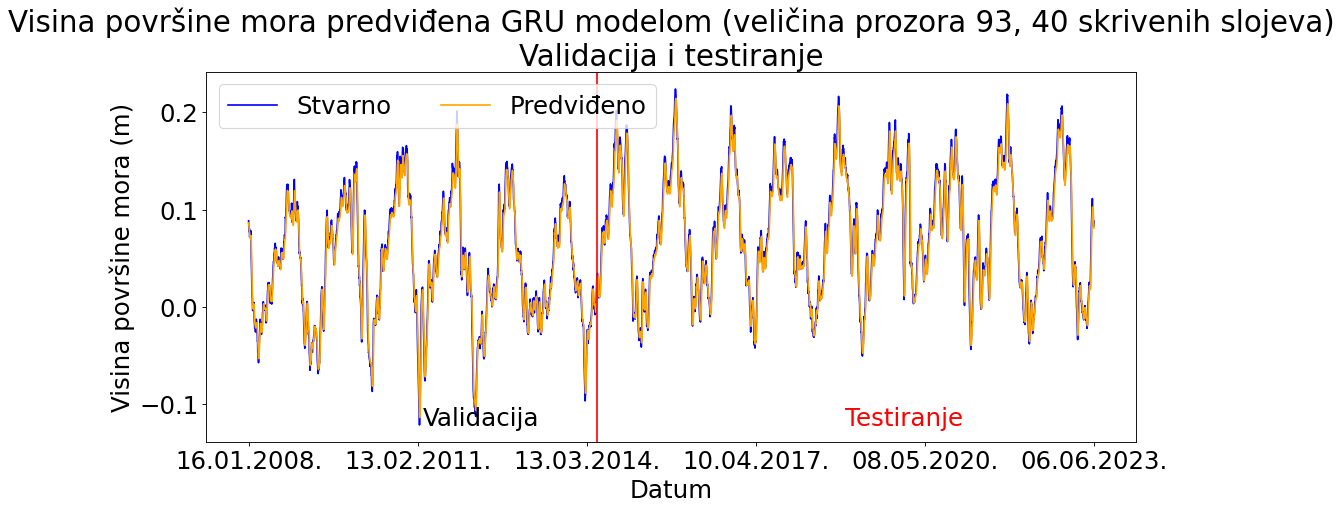 Visina površine mora predviđena GRU modelom (veličina prozora 93, 40 skrivenih slojeva)
Validacija i testiranje
Stvarno
Predviđeno
Visina površine mora (m)
0.2
0.1
0.0
−0.1
Validacija
Testiranje
16.01.2008.
13.02.2011.
13.03.2014.
10.04.2017.
08.05.2020.
06.06.2023.
Datum